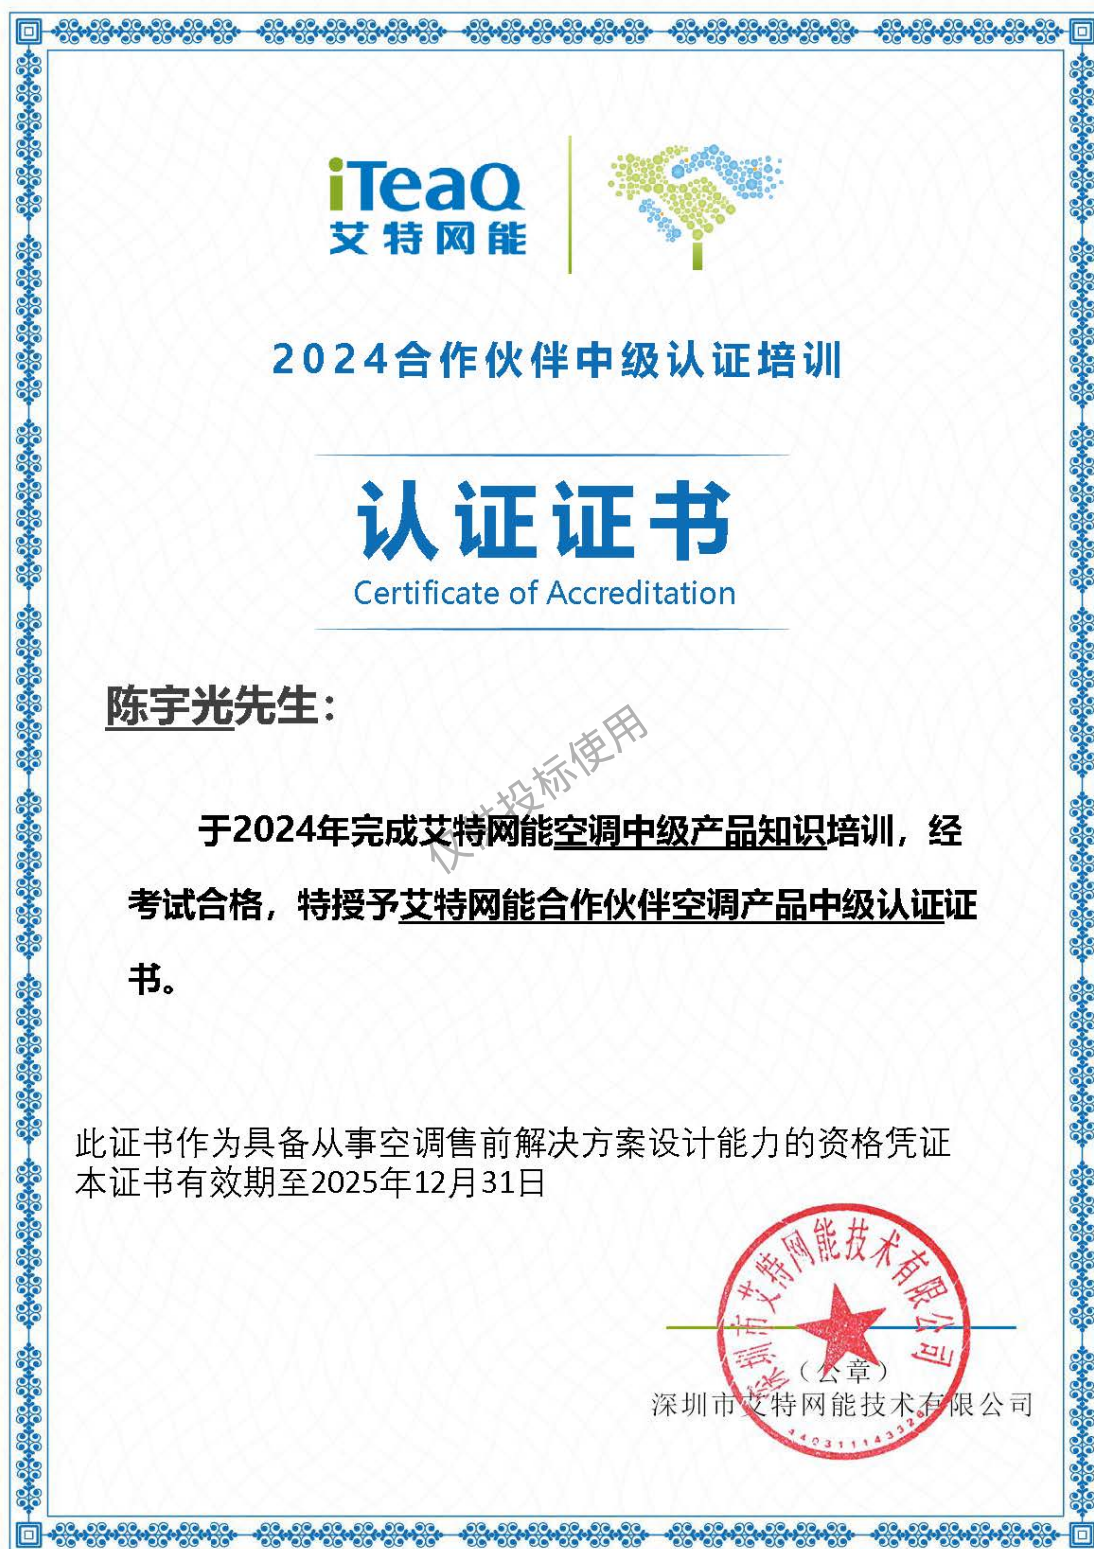 iTeaQ
艾特网能
2024合作伙伴中级认证培训
认证证书
Certificate of Accreditation
陈宇光先生：
仅供投标使用
于2024年完成艾特网能空调中级产品知识培训，经
考试合格，特授予艾特网能合作伙伴空调产品中级认证证
书。
此证书作为具备从事空调售前解决方案设计能力的资格凭证
本证书有效期至2025年12月31日
深圳市艾特网能技术有限公司
（公章）
深圳市艾特网能技术有限公司